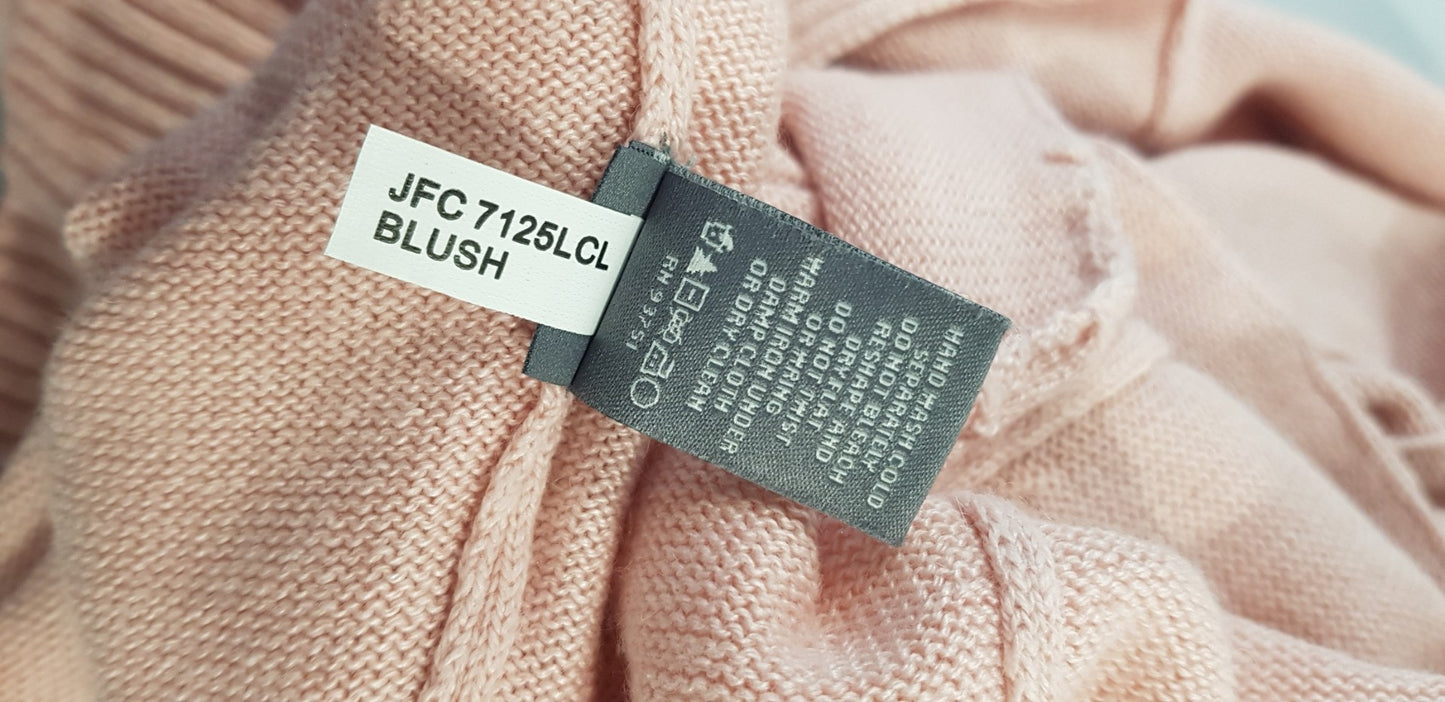 JFC 7125LCL
BLUSH
HAND WASH COLD
SEPARATELY
DO NOT BLEACH
RESHAPE AND
DRY FLAT
DO NOT TWIST
OR WRING
WARM IRON UNDER
DAMP CLOTH
OR DRY CLEAN
RN 93751